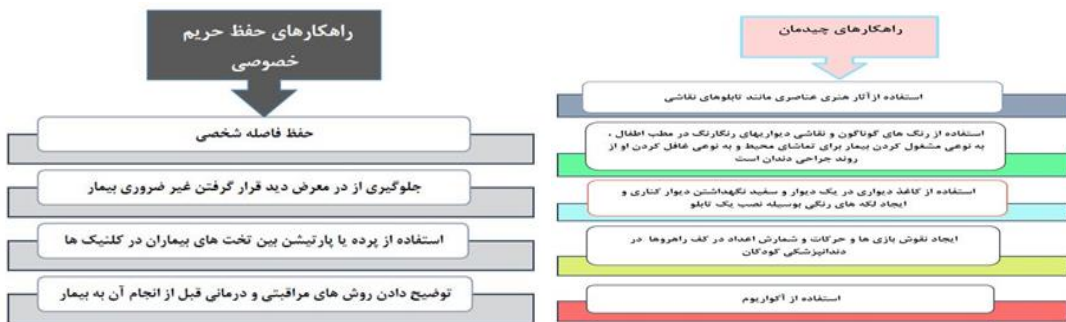 راهکارهای چیدمان
استفاده از آثار هنری عناصری مانند تابلوهای نقاشی
استفاده از رنگ های گوناگون و نقاشی دیواریهای رنگارنگ در مطب اطفال ،
به نوعی مشغول کردن بیمار برای تماشای محیط و به نوعی غافل کردن او از
روند جراحی دندان است
استفاده از کاغذ دیواری در یک دیوار و سفید نگهداشتن دیوار کناری و
ایجاد لکه های رنگی بوسیله نصب یک تابلو
ایجاد نقوش بازی ها و حرکات و شمارش اعداد در کف راهروها در
دندانپزشکی کودکان
استفاده از آکواریوم
راهکارهای حفظ حریم
خصوصی
حفظ فاصله شخصی
جلوگیری از در معرض دید قرار گرفتن غیر ضروری بیمار
استفاده از پرده یا پارتیشن بین تخت های بیماران در کلنیک ها
توضیح دادن روش های مراقبتی و درمانی قبل از انجام آن به بیمار